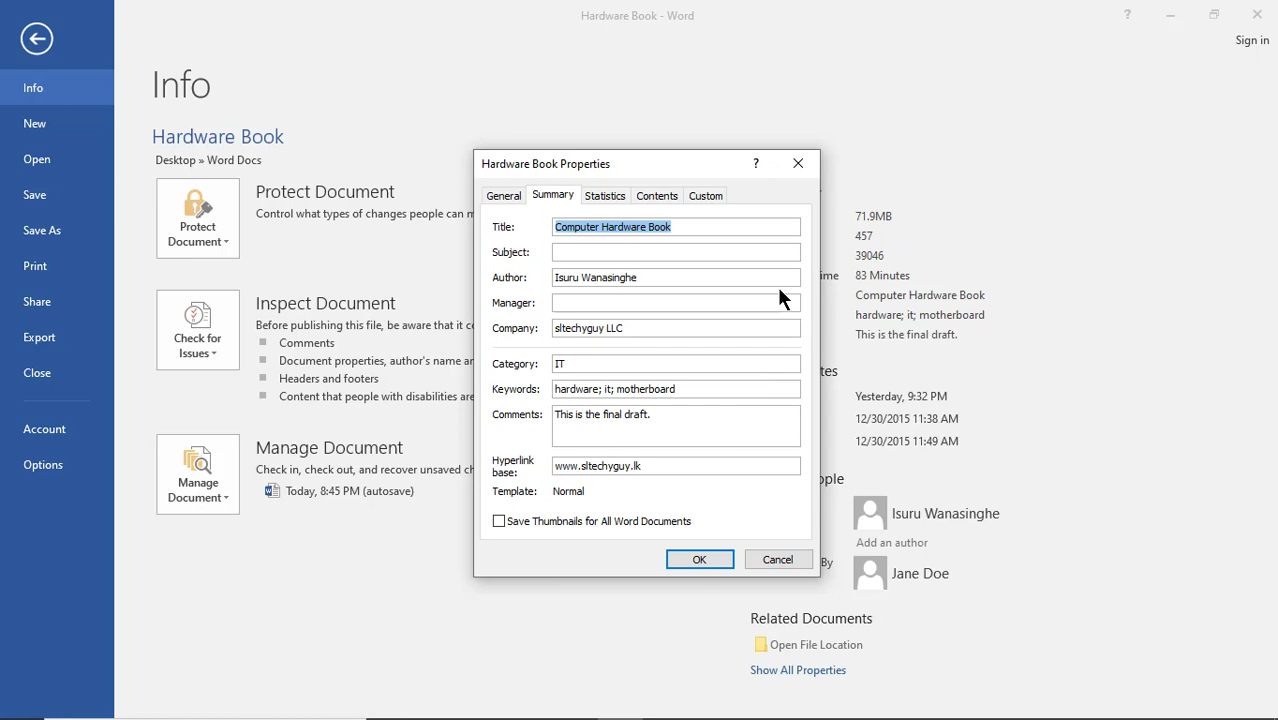 Hardware Book - Word
?
Sign in
Info
New
Open
Save
Save As
Print
Share
Export
Close
Account
Options
Info
Hardware Book
Desktop » Word Docs
Protect Document
Protect Document
Control what types of changes people can m
Check for Issues
Inspect Document
Before publishing this file, be aware that it co
Comments
Document properties, author's name an
Headers and footers
Content that people with disabilities are
Manage Document
Manage Document
Check in, check out, and recover unsaved ch
Today, 8:45 PM (autosave)
Hardware Book Properties
?
General Summary Statistics Contents Custom
Title: Computer Hardware Book
Subject:
Author: Isuru Wanasinghe
Manager:
Company: sltechyguy LLC
Category: IT
Keywords: hardware; it; motherboard
Comments: This is the final draft.
Hyperlink base: www.sltechyguy.lk
Template: Normal
Save Thumbnails for All Word Documents
OK Cancel
71.9MB
457
39046
ime 83 Minutes
Computer Hardware Book
hardware; it; motherboard
This is the final draft.
tes
Yesterday, 9:32 PM
12/30/2015 11:38 AM
12/30/2015 11:49 AM
ople
Isuru Wanasinghe
Add an author
By Jane Doe
Related Documents
Open File Location
Show All Properties